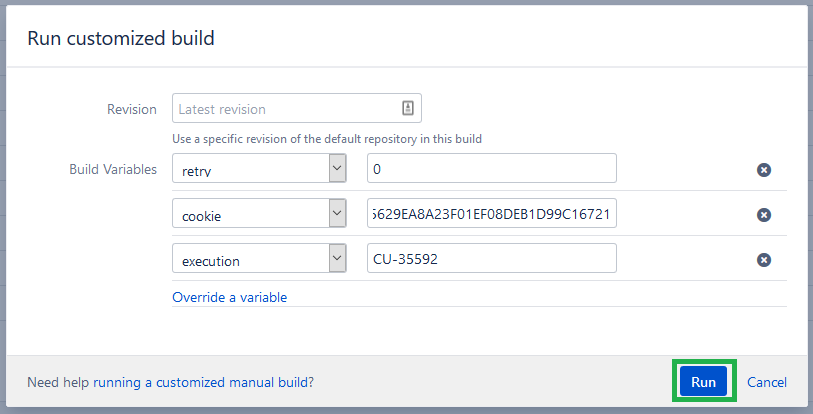 Run customized build
Revision Latest revision
Use a specific revision of the default repository in this build
Build Variables retry 0
cookie 5629EA8A23F01EF08DEB1D99C16721
execution CU-35592
Override a variable
Need help running a customized manual build? Run Cancel